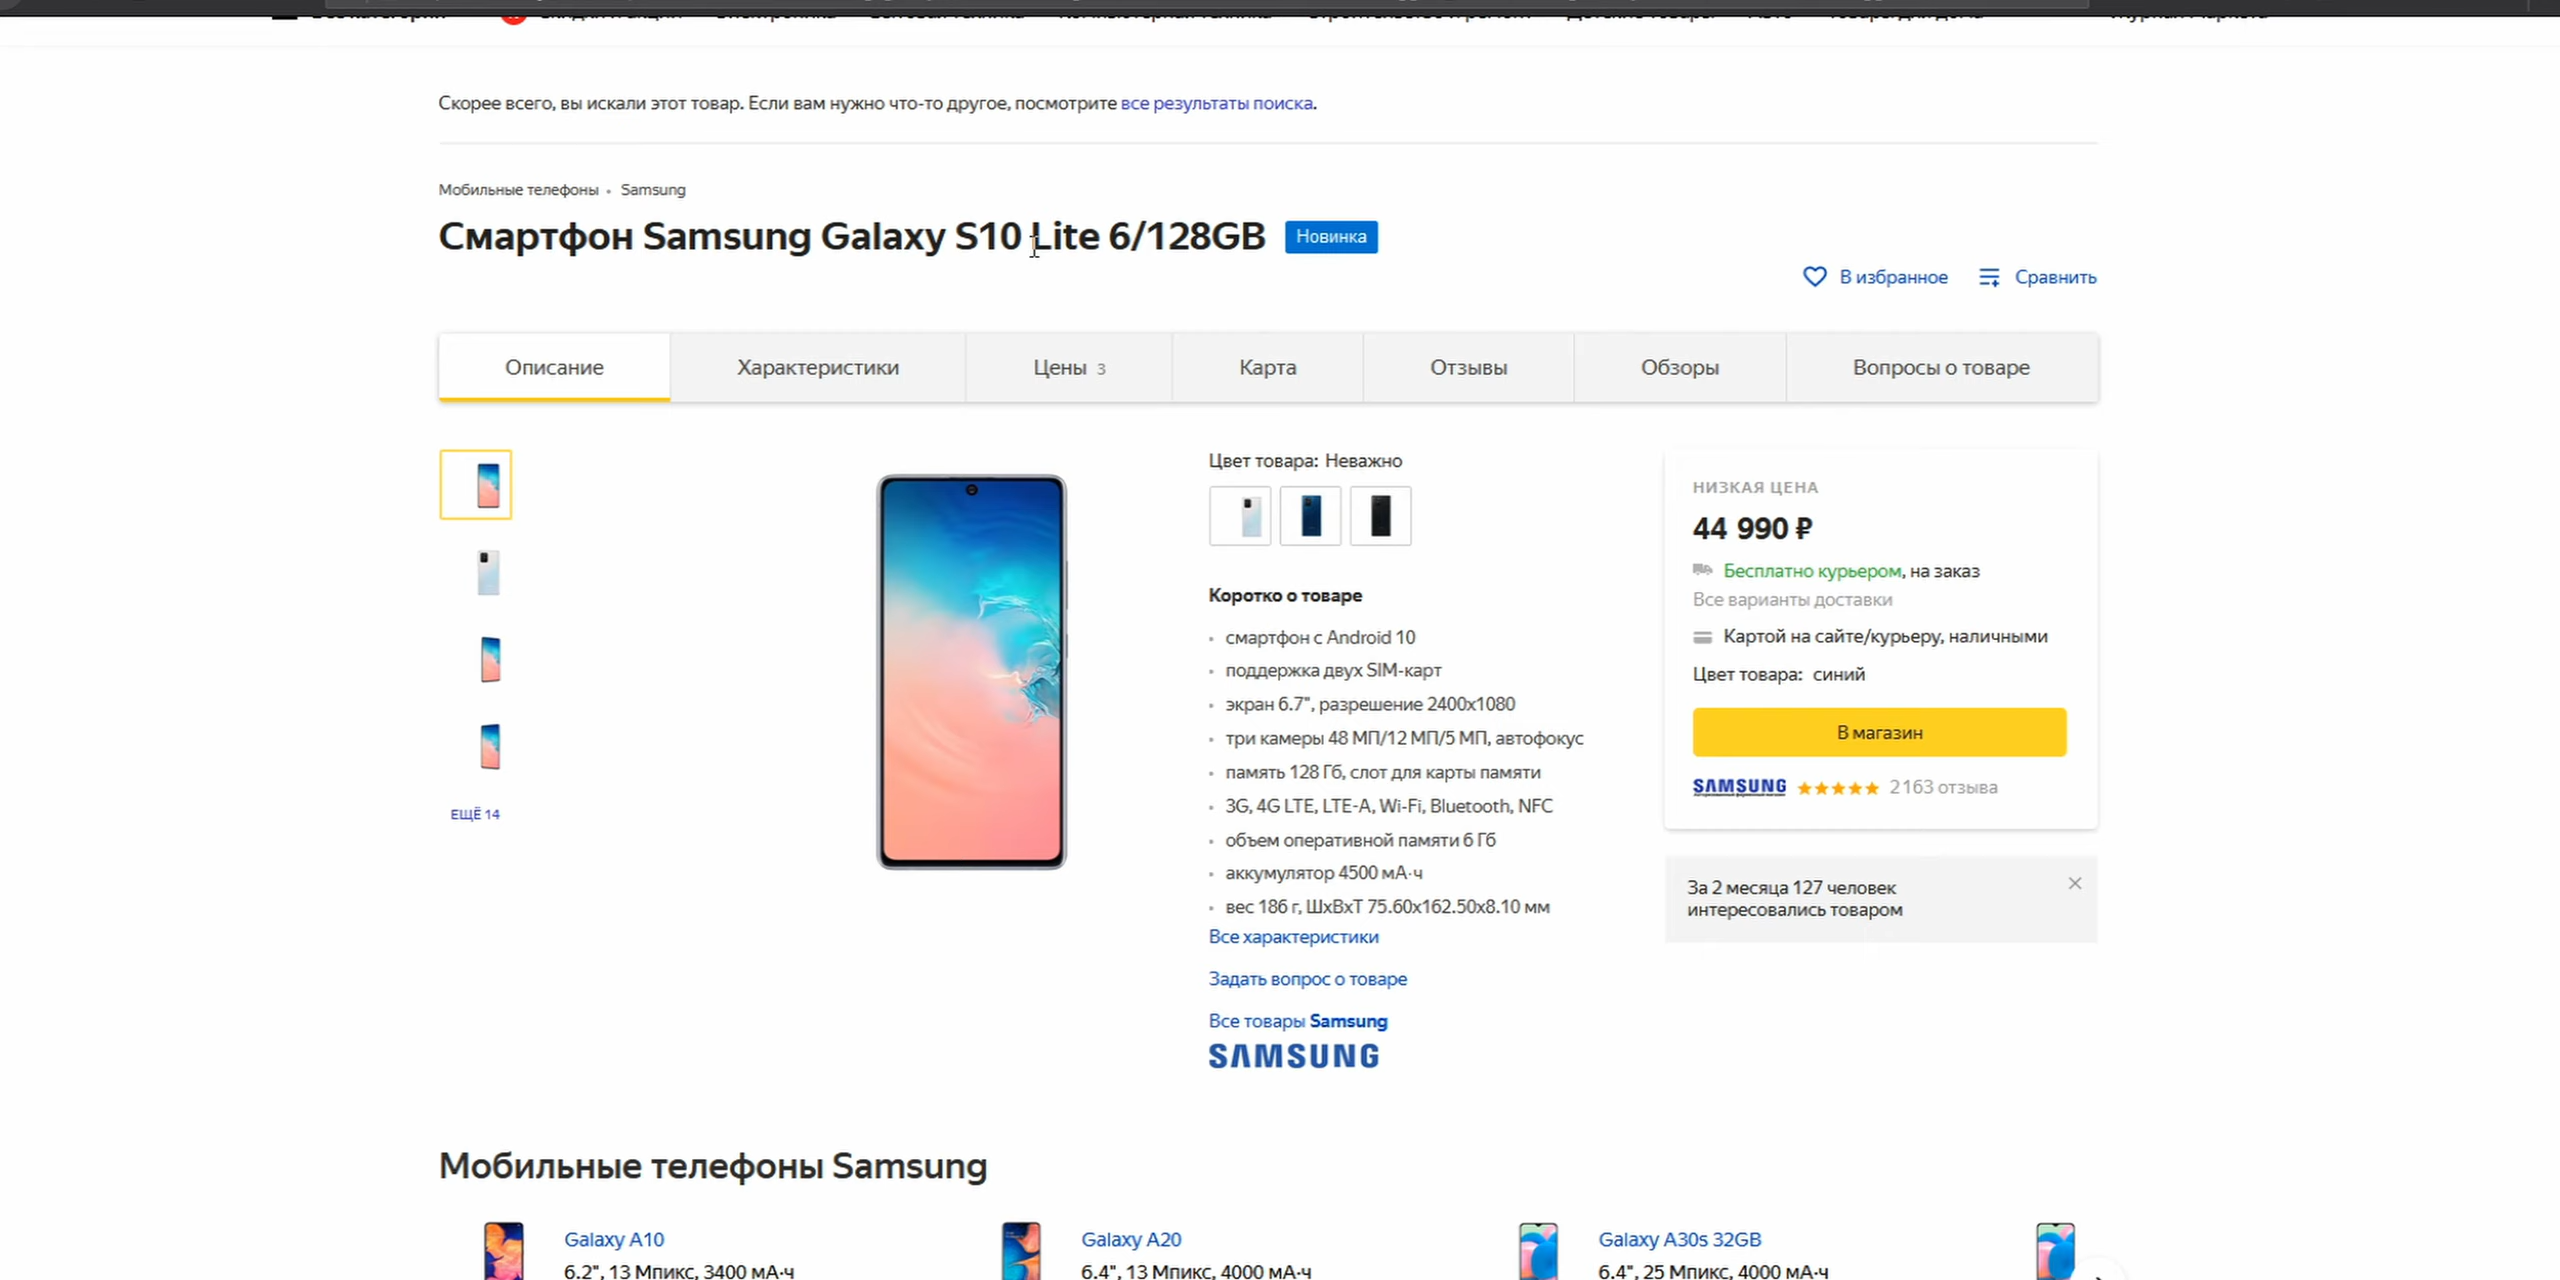 Скорее всего, вы искали этот товар. Если вам нужно что-то другое, посмотрите все результаты поиска.
Мобильные телефоны • Samsung
Смартфон Samsung Galaxy S10 Lite 6/128GB Новинка
В избранное Сравнить
Описание Характеристики Цены 3 Карта Отзывы Обзоры Вопросы о товаре
ЕЩЁ 14
Цвет товара: Неважно
Коротко о товаре
• смартфон с Android 10
• поддержка двух SIM-карт
• экран 6.7", разрешение 2400x1080
• три камеры 48 МП/12 МП/5 МП, автофокус
• память 128 Гб, слот для карты памяти
• 3G, 4G LTE, LTE-A, Wi-Fi, Bluetooth, NFC
• объем оперативной памяти 6 Гб
• аккумулятор 4500 мА·ч
• вес 186 г, ШxВxТ 75.60x162.50x8.10 мм
Все характеристики
Задать вопрос о товаре
Все товары Samsung
SAMSUNG
НИЗКАЯ ЦЕНА
44 990 ₽
Бесплатно курьером, на заказ
Все варианты доставки
Картой на сайте/курьеру, наличными
Цвет товара: синий
В магазин
SAMSUNG 2 163 отзыва
За 2 месяца 127 человек
интересовались товаром
Мобильные телефоны Samsung
Galaxy A10
6.2", 13 Мпикс, 3400 мА·ч
Galaxy A20
6.4", 13 Мпикс, 4000 мА·ч
Galaxy A30s 32GB
6.4", 25 Мпикс, 4000 мА·ч